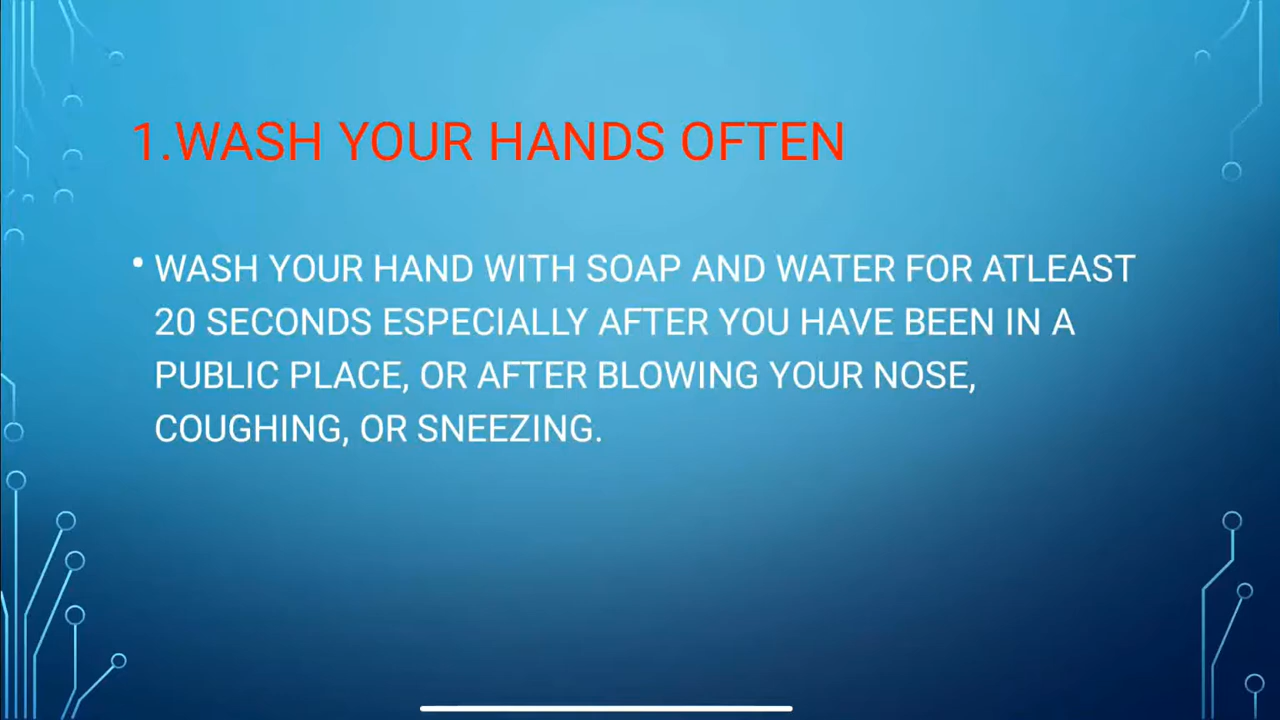 1.WASH YOUR HANDS OFTEN
• WASH YOUR HAND WITH SOAP AND WATER FOR ATLEAST
20 SECONDS ESPECIALLY AFTER YOU HAVE BEEN IN A
PUBLIC PLACE, OR AFTER BLOWING YOUR NOSE,
COUGHING, OR SNEEZING.